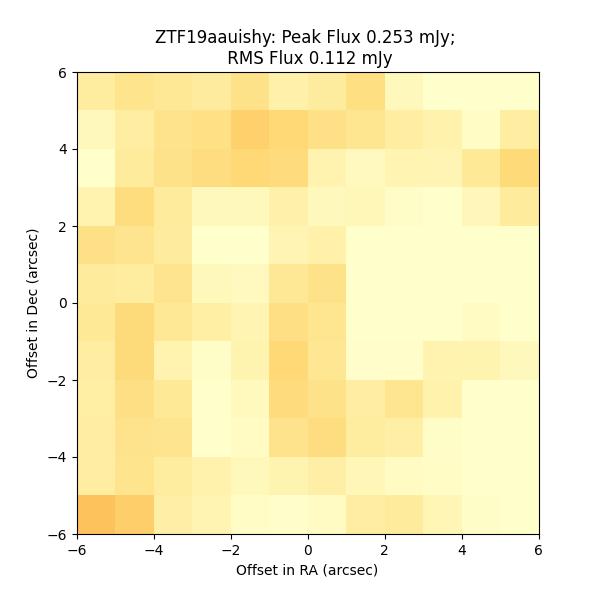 ZTF19aauishy: Peak Flux 0.253 mJy;
RMS Flux 0.112 mJy
6
4
2
0
−2
−4
−6
Offset in Dec (arcsec)
−6 −4 −2 0 2 4 6
Offset in RA (arcsec)